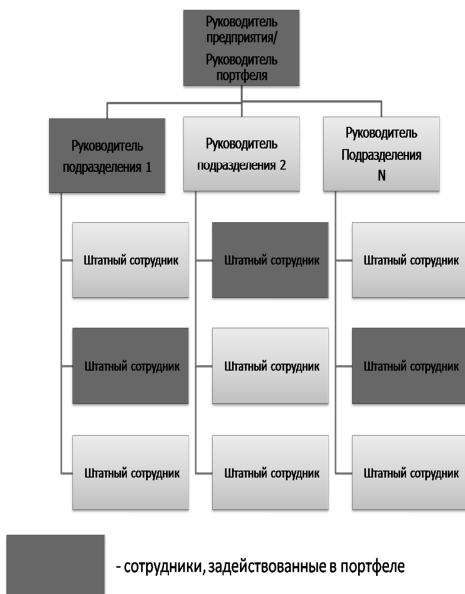 Руководитель
предприятия/
Руководитель
портфеля
Руководитель
подразделения 1
Руководитель
подразделения 2
Руководитель
Подразделения
N
Штатный сотрудник
Штатный сотрудник
Штатный сотрудник
Штатный сотрудник
Штатный сотрудник
Штатный сотрудник
Штатный сотрудник
Штатный сотрудник
Штатный сотрудник
- сотрудники, задействованные в портфеле